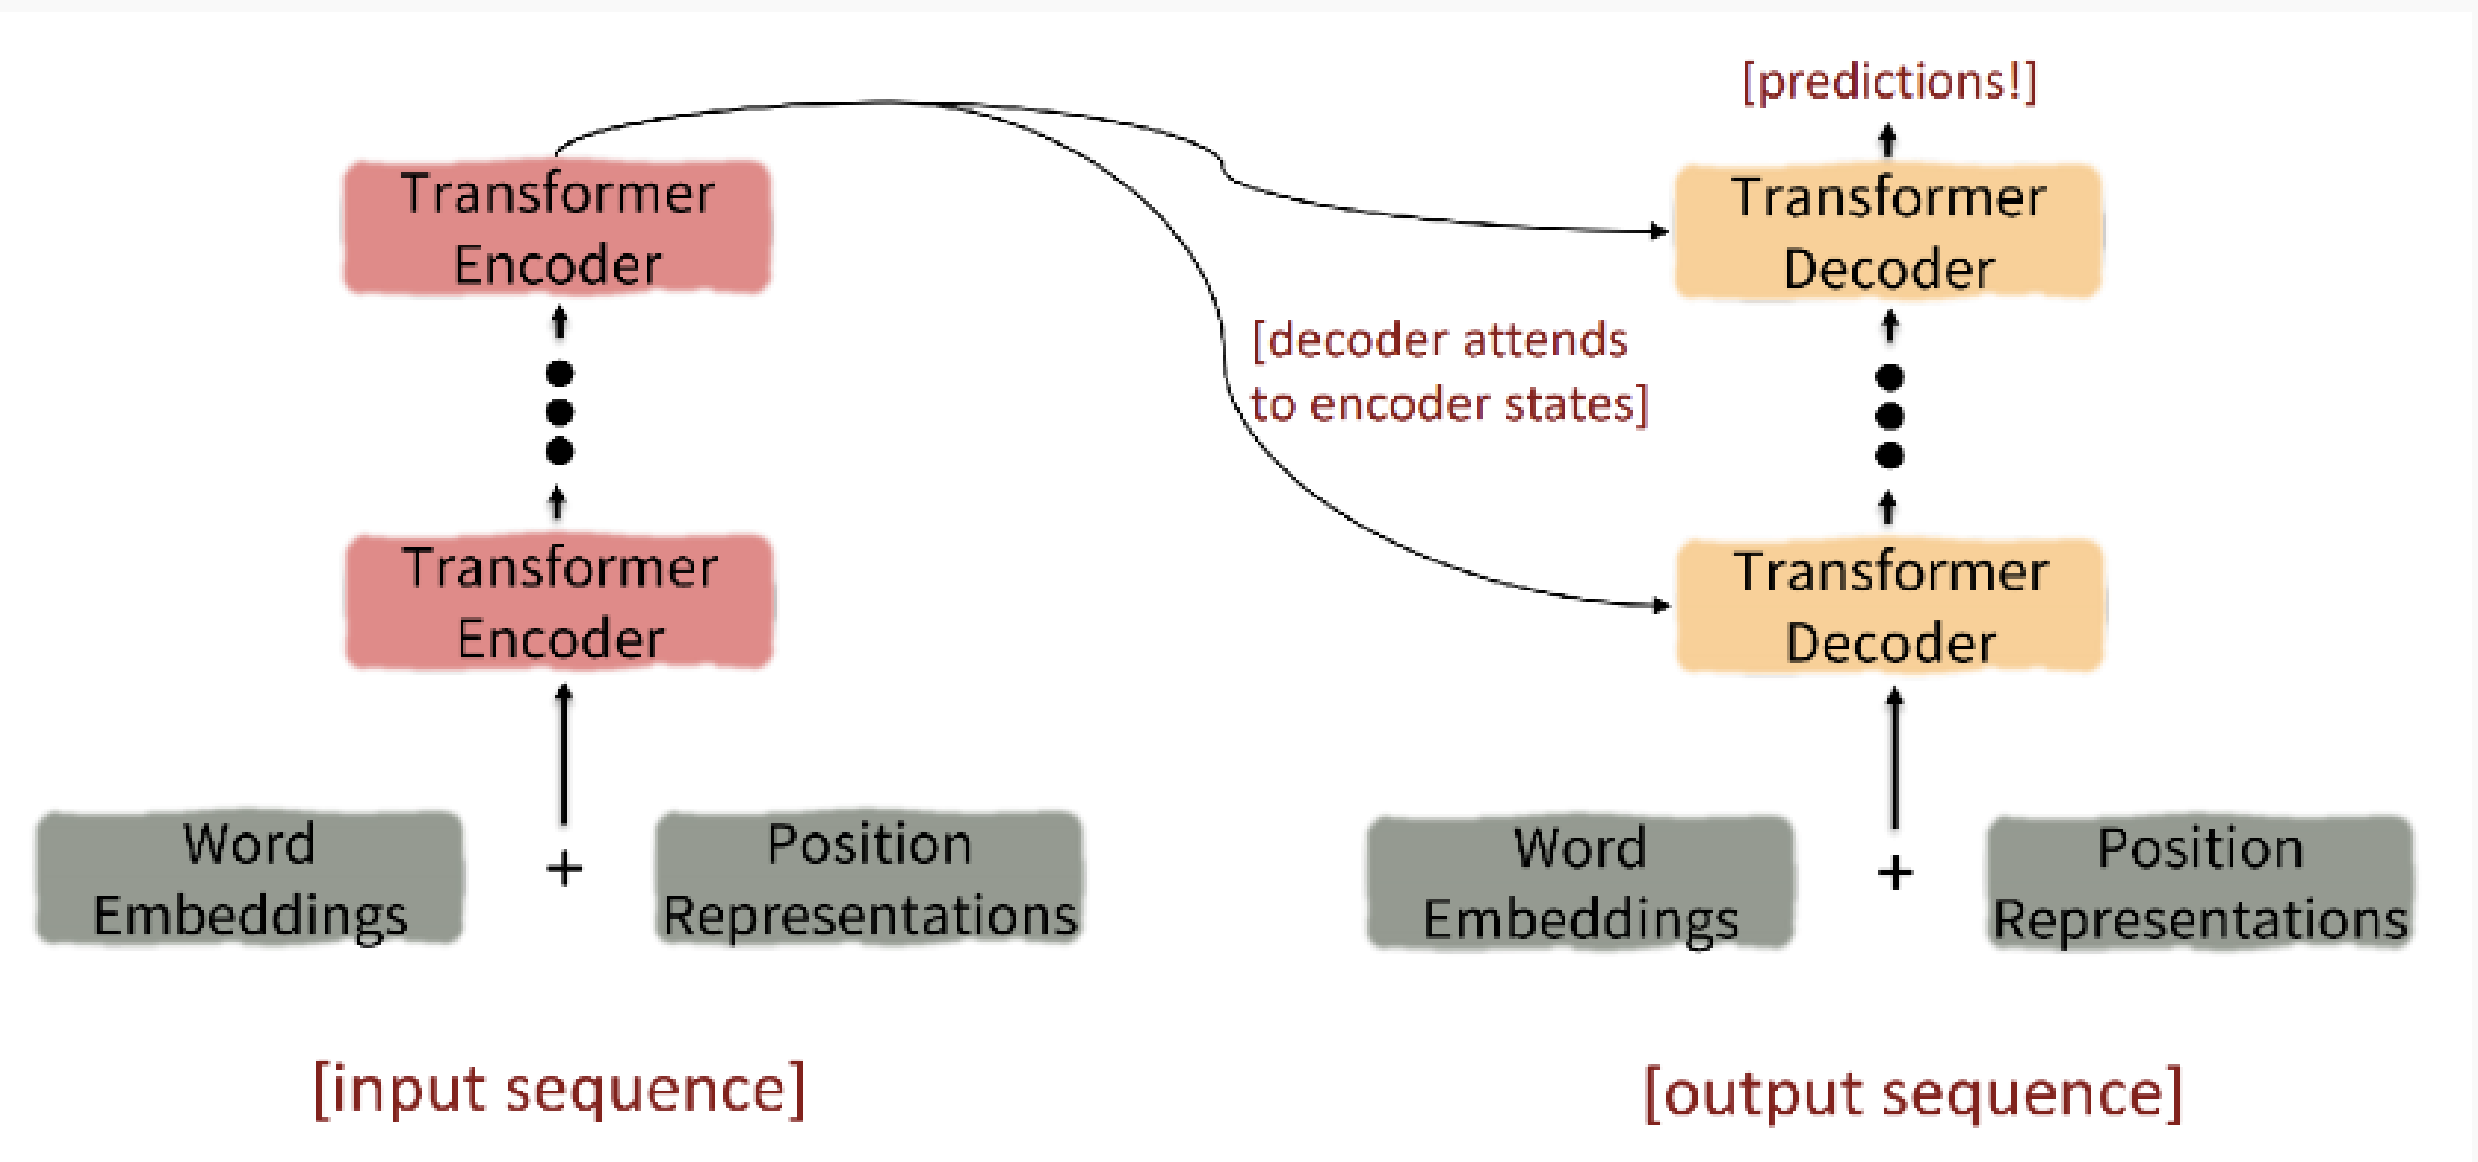 [predictions!]
Transformer
Encoder
Transformer
Decoder
[decoder attends
to encoder states]
Transformer
Encoder
Transformer
Decoder
Word
Embeddings
+
Position
Representations
Word
Embeddings
+
Position
Representations
[input sequence]
[output sequence]